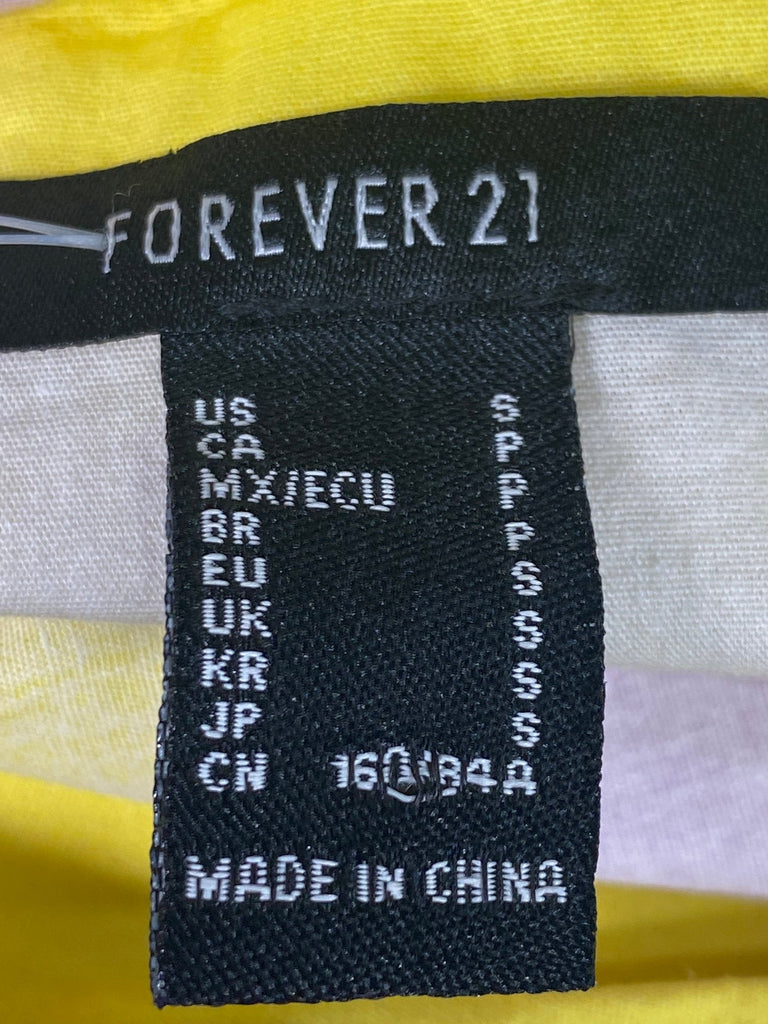 FOREVER 21
US S
CA P
MX/ECU P
BR P
EU S
UK S
KR S
JP S
CN 160/84A
MADE IN CHINA